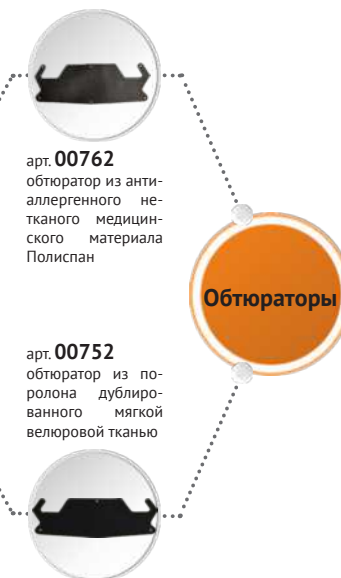 арт. 00762
обтюратор из анти-
аллергенного не-
тканого медицин-
ского материала
Полиспан
Обтюраторы
арт. 00752
обтюратор из по-
ролона дублиро-
ванного мягкой
велюровой тканью